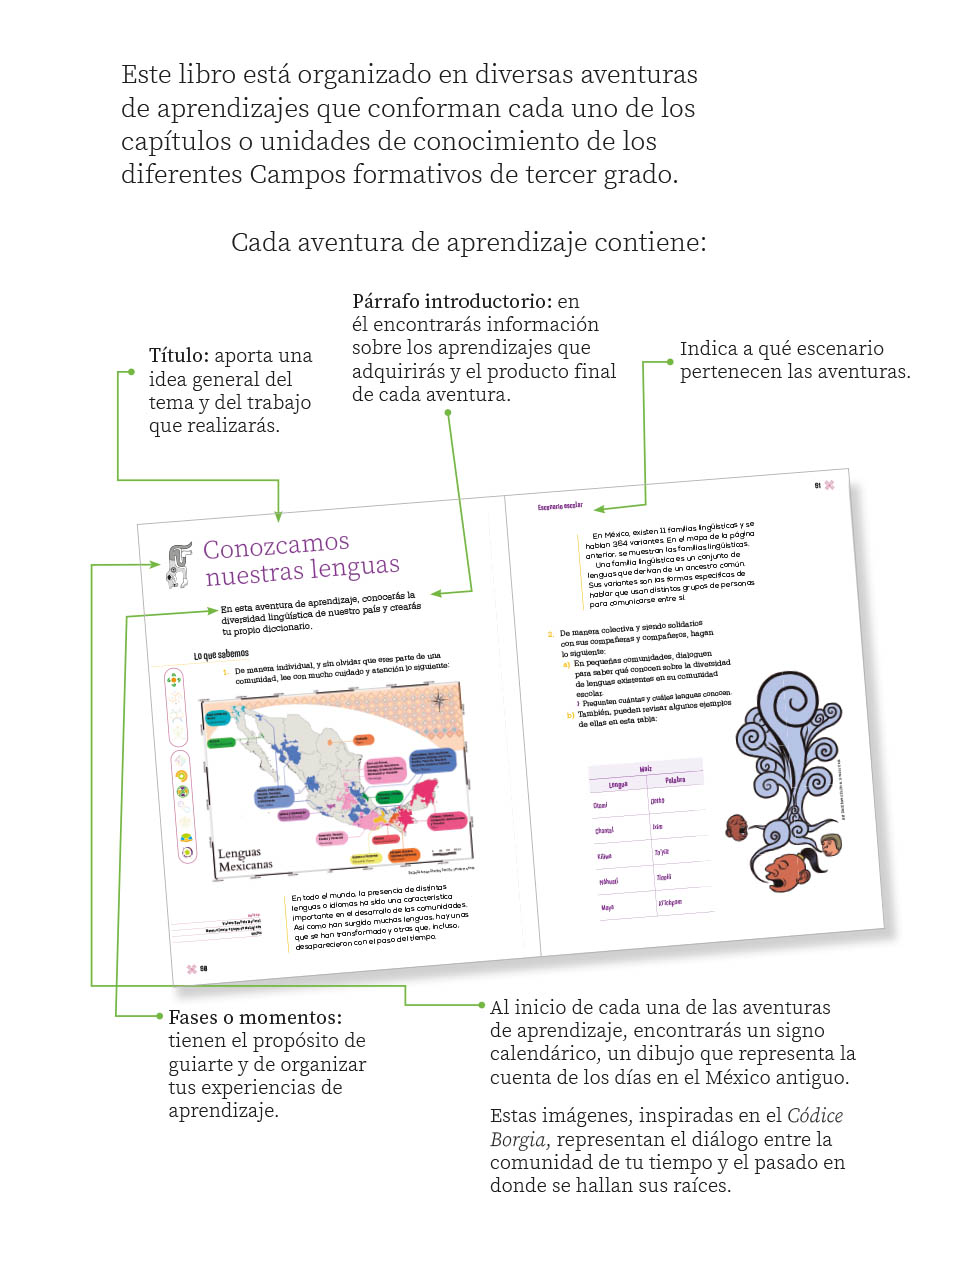 Este libro está organizado en diversas aventuras
de aprendizajes que conforman cada uno de los
capítulos o unidades de conocimiento de los
diferentes Campos formativos de tercer grado.
Cada aventura de aprendizaje contiene:
Título: aporta una
idea general del
tema y del trabajo
que realizarás.
Párrafo introductorio: en
él encontrarás información
sobre los aprendizajes que
adquirirás y el producto final
de cada aventura.
Indica a qué escenario
pertenecen las aventuras.
Conozcamos
nuestras lenguas
En esta aventura de aprendizaje, conocerás la
diversidad lingüística de nuestro país y crearás
tu propio diccionario.
Lo que sabemos
1. De manera individual, y sin olvidar que eres parte de una
comunidad, lee con mucho cuidado y atención lo siguiente:
Lenguas
Mexicanas
En todo el mundo, la presencia de distintas
lenguas o idiomas ha sido una característica
importante en el desarrollo de las comunidades.
Así como han surgido muchas lenguas, hay unas
que se han transformado y otras que, incluso,
desaparecieron con el paso del tiempo.
90
Escenario escolar
91
En México, existen 11 familias lingüísticas y se
hablan 364 variantes. En el mapa de la página
anterior, se muestran las familias lingüísticas.
Una familia lingüística es un conjunto de
lenguas que derivan de un ancestro común.
Sus variantes son las formas específicas de
hablar que usan distintos grupos de personas
para comunicarse entre sí.
2. De manera colectiva y siendo solidarios
con sus compañeras y compañeros, hagan
lo siguiente:
a) En pequeñas comunidades, dialoguen
para saber qué conocen sobre la diversidad
de lenguas existentes en su comunidad
escolar.
Pregunten cuántas y cuáles lenguas conocen.
b) También, pueden revisar algunos ejemplos
de ellas en esta tabla:
Maíz
Lengua Palabra
Otomí Dethä
Chontal Ixim
Kiliwa
Náhuatl Tlaolli
Maya
Fases o momentos:
tienen el propósito de
guiarte y de organizar
tus experiencias de
aprendizaje.
Al inicio de cada una de las aventuras
de aprendizaje, encontrarás un signo
calendárico, un dibujo que representa la
cuenta de los días en el México antiguo.
Estas imágenes, inspiradas en el Códice
Borgia, representan el diálogo entre la
comunidad de tu tiempo y el pasado en
donde se hallan sus raíces.